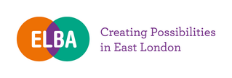 ELBA
Creating Possibilities
in East London